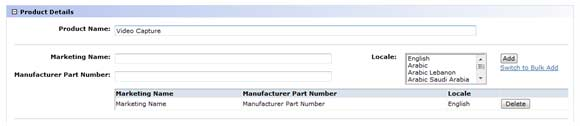 Product Details
Product Name: Video Capture
Marketing Name: Locale: English Add
Arabic Switch to Bulk Add
Arabic Lebanon
Manufacturer Part Number: Arabic Saudi Arabia
Marketing Name Manufacturer Part Number Locale
Marketing Name Manufacturer Part Number English Delete